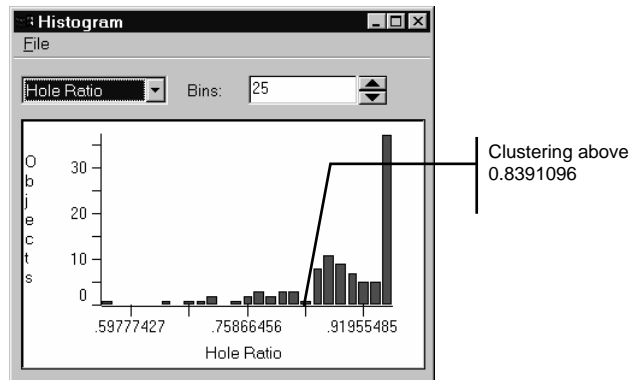 Histogram
File
Hole Ratio
Bins:
25
Objects
30
20
10
0
.59777427
.75866456
.91955485
Hole Ratio
Clustering above
0.8391096